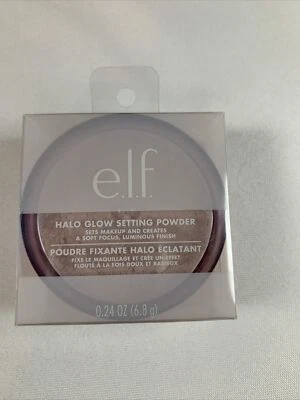 e.l.f.
HALO GLOW SETTING POWDER
SETS MAKEUP AND CREATES
A SOFT FOCUS, LUMINOUS FINISH
POUDRE FIXANTE HALO ÉCLATANT
FIXE LE MAQUILLAGE ET CRÉE UN EFFET
FLOUTÉ À LA FOIS DOUX ET RADIEUX
0.24 OZ (6.8 g)